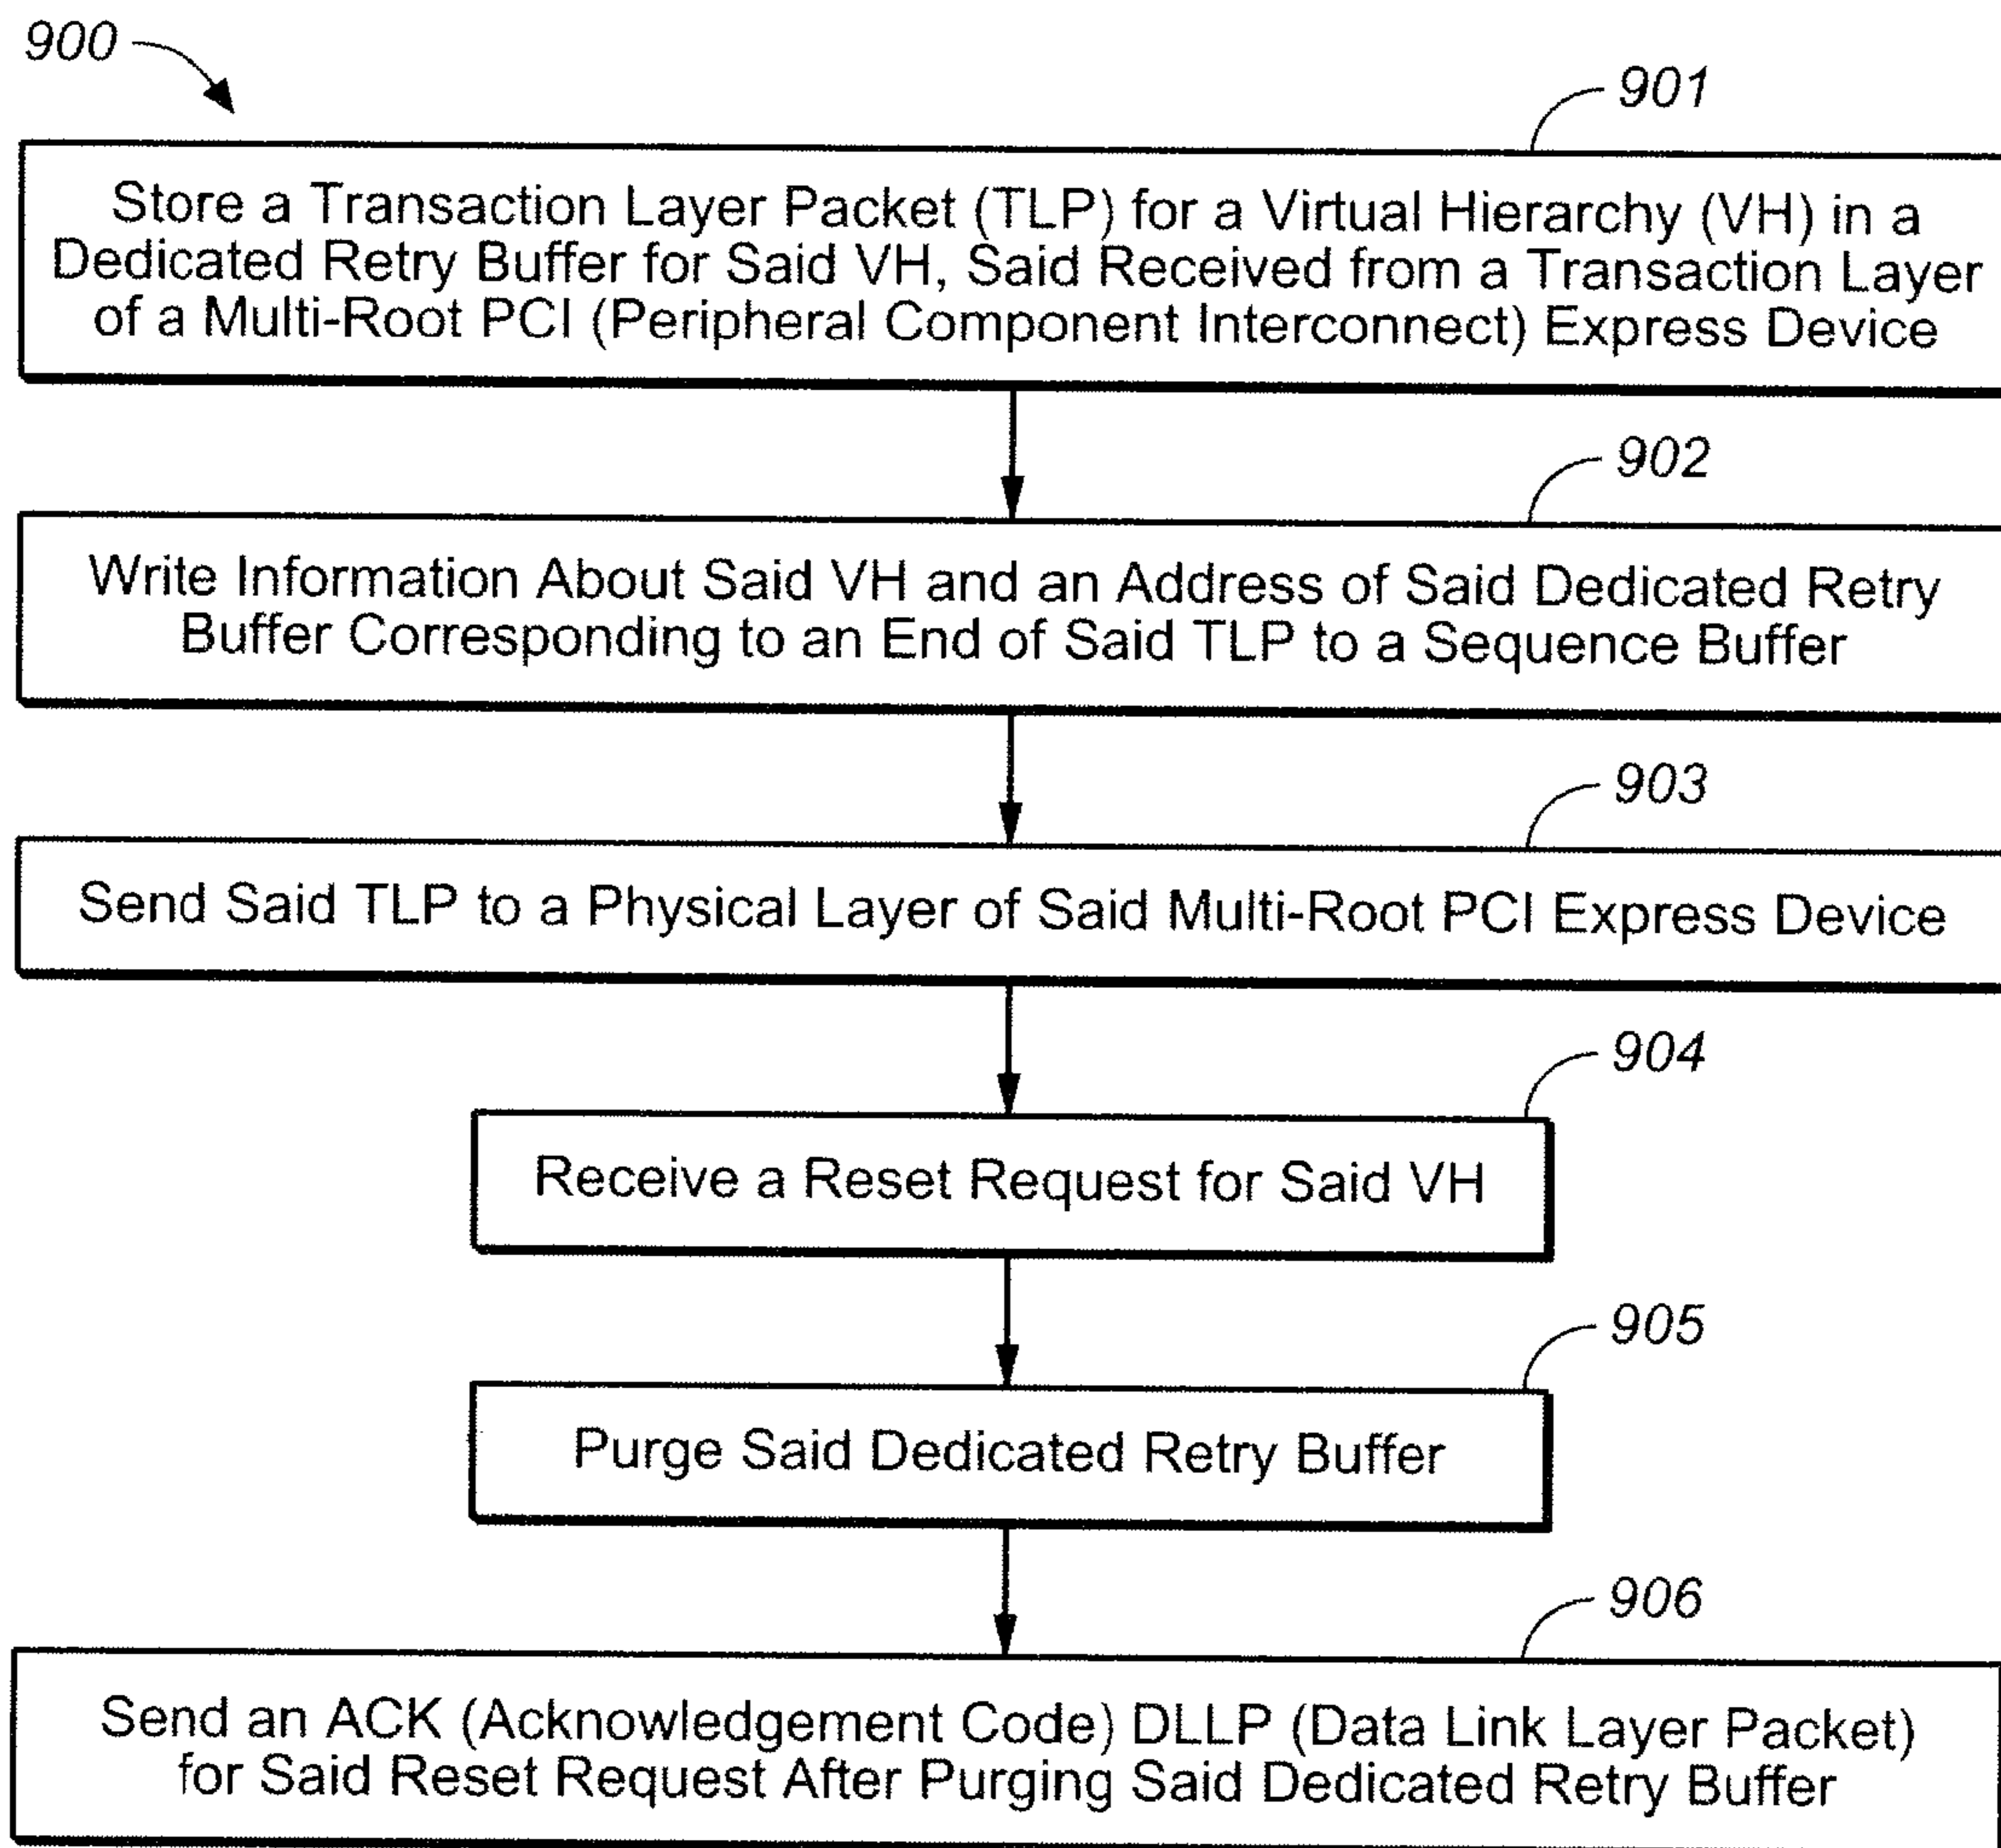 900
901
Store a Transaction Layer Packet (TLP) for a Virtual Hierarchy (VH) in a
Dedicated Retry Buffer for Said VH, Said Received from a Transaction Layer
of a Multi-Root PCI (Peripheral Component Interconnect) Express Device
902
Write Information About Said VH and an Address of Said Dedicated Retry
Buffer Corresponding to an End of Said TLP to a Sequence Buffer
903
Send Said TLP to a Physical Layer of Said Multi-Root PCI Express Device
904
Receive a Reset Request for Said VH
905
Purge Said Dedicated Retry Buffer
906
Send an ACK (Acknowledgement Code) DLLP (Data Link Layer Packet)
for Said Reset Request After Purging Said Dedicated Retry Buffer